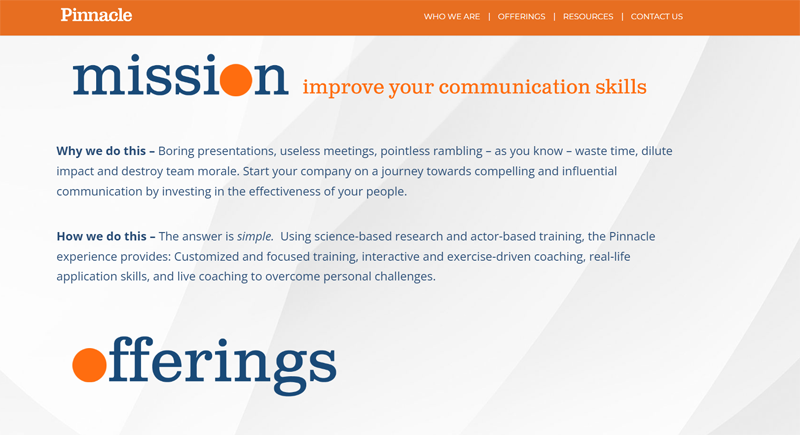 Pinnacle
WHO WE ARE | OFFERINGS | RESOURCES | CONTACT US
mission improve your communication skills
Why we do this – Boring presentations, useless meetings, pointless rambling – as you know – waste time, dilute
impact and destroy team morale. Start your company on a journey towards compelling and influential
communication by investing in the effectiveness of your people.
How we do this – The answer is simple. Using science-based research and actor-based training, the Pinnacle
experience provides: Customized and focused training, interactive and exercise-driven coaching, real-life
application skills, and live coaching to overcome personal challenges.
offerings